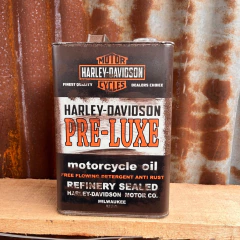 MOTOR
HARLEY-DAVIDSON
CYCLES
FINEST QUALITY DEALERS CHOICE
HARLEY-DAVIDSON
PRE-LUXE
motorcycle oil
FREE FLOWING DETERGENT ANTI RUST
REFINERY SEALED
HARLEY-DAVIDSON MOTOR CO.
MILWAUKEE